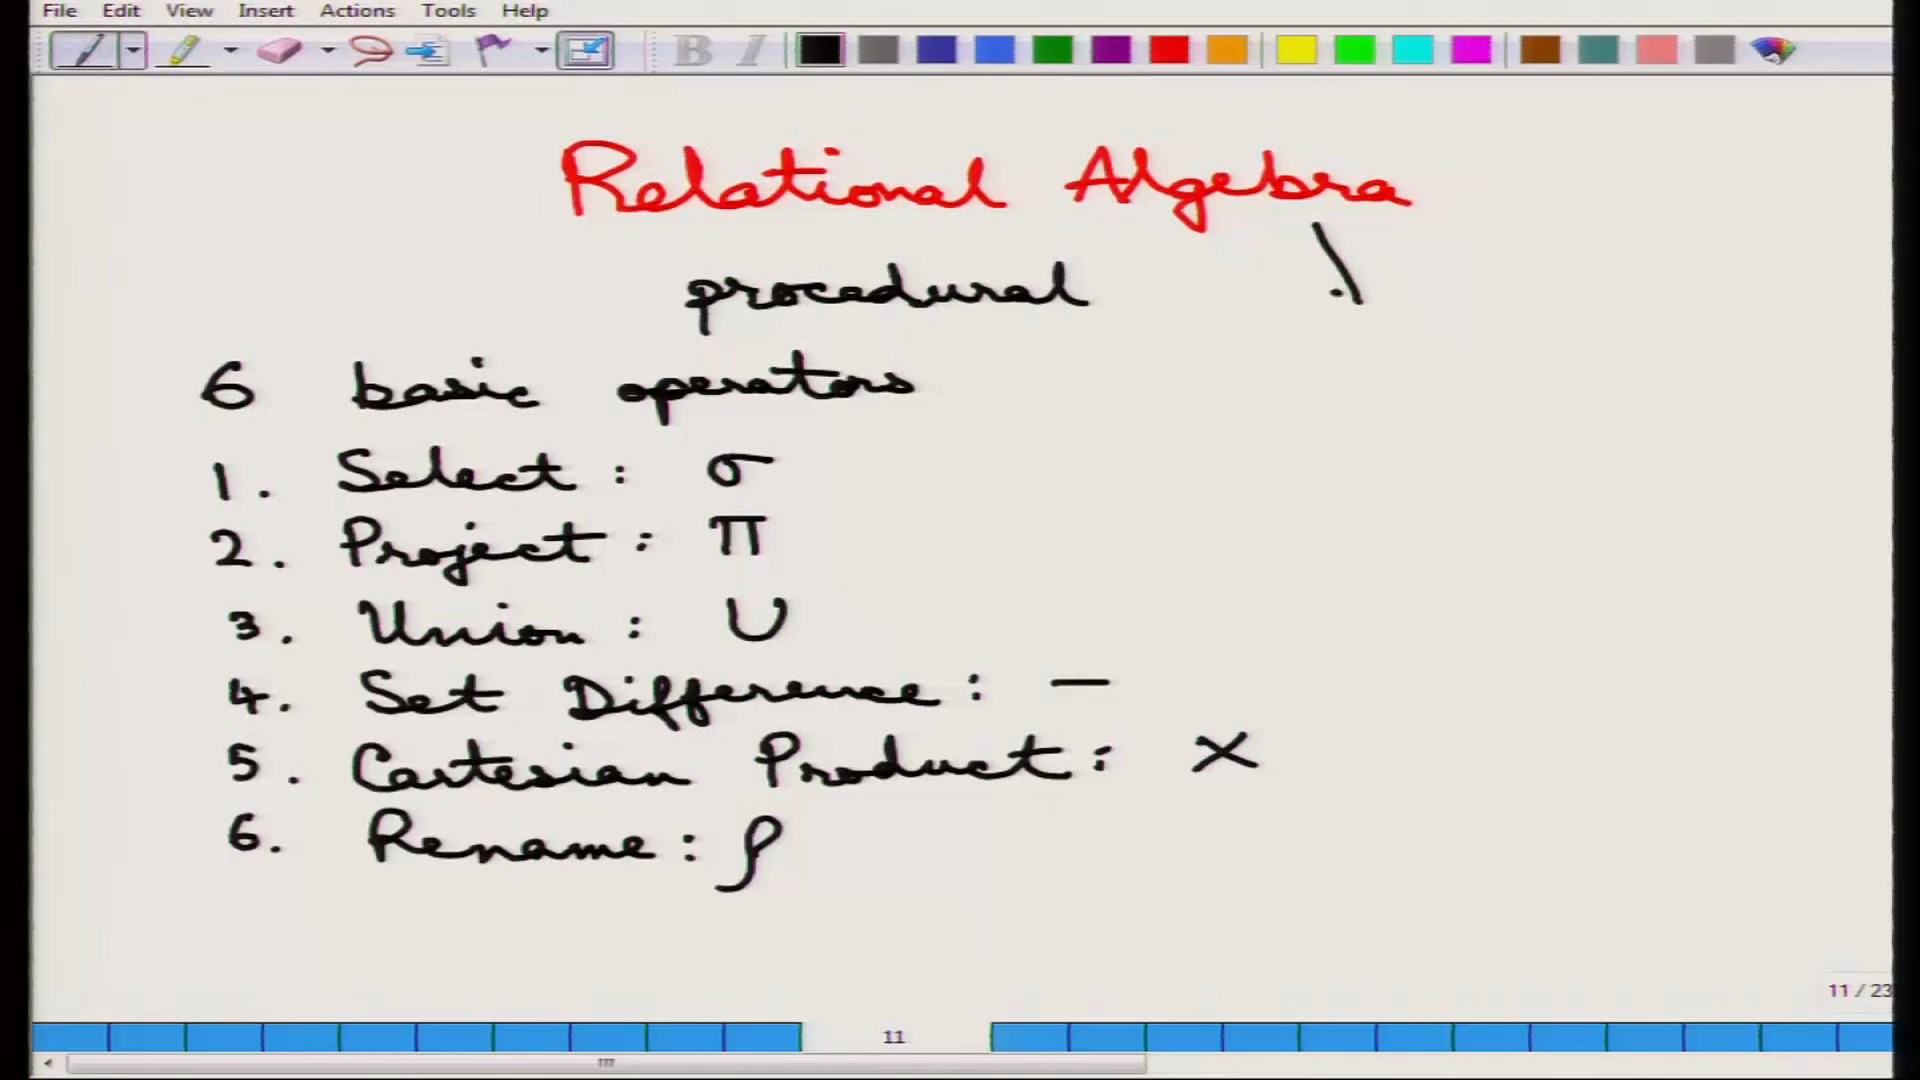 File Edit View Insert Actions Tools Help
B I
Relational Algebra
procedural
6 basic operators
1. Select : σ
2. Project : π
3. Union : ∪
4. Set Difference : −
5. Cartesian Product : ×
6. Rename : ρ
11 / 23
11